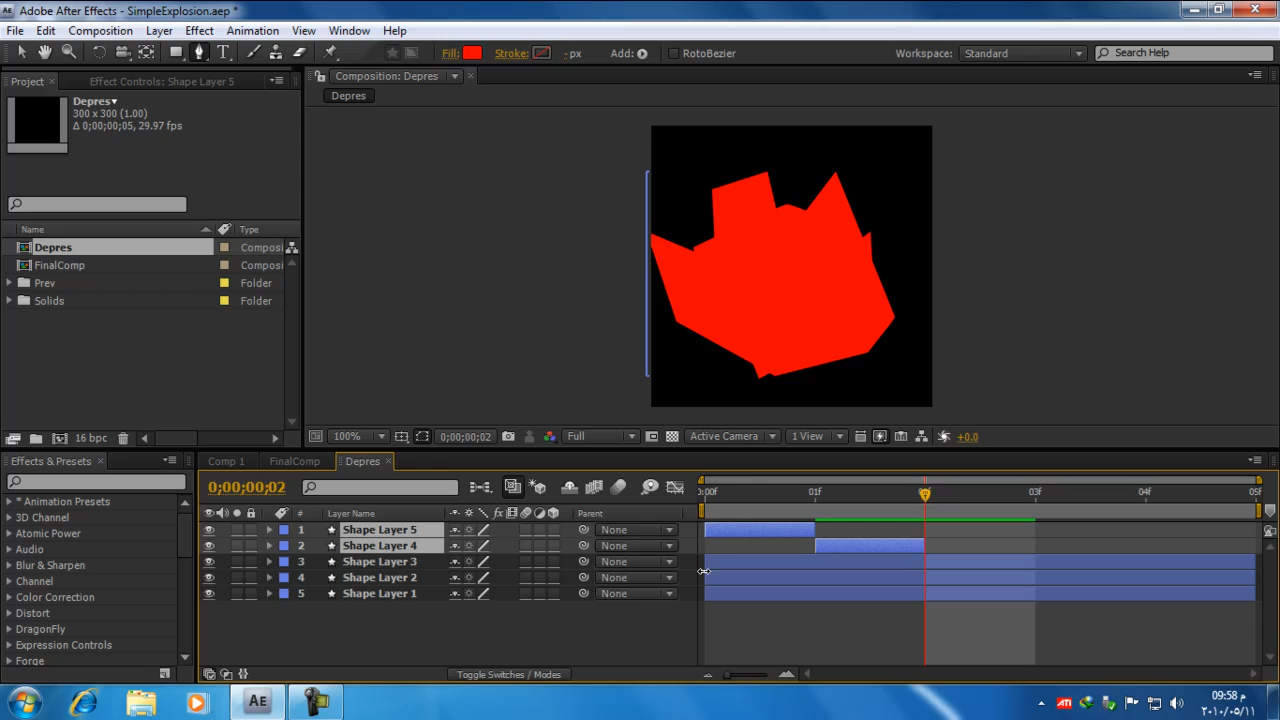 Adobe After Effects - SimpleExplosion.aep *
File Edit Composition Layer Effect Animation View Window Help
Fill: Stroke: - px Add: RotoBezier Workspace: Standard Search Help
Project Effect Controls: Shape Layer 5 Composition: Depres
Depres
Depres
300 x 300 (1.00)
Δ 0;00;00;05, 29.97 fps
Name Type
Depres Composi
FinalComp Composi
Prev Folder
Solids Folder
16 bpc 100% 0;00;00;02 Full Active Camera 1 View +0.0
Effects & Presets Comp 1 FinalComp Depres
0;00;00;02
:00f 01f 03f 04f 05f
Layer Name Parent
* Animation Presets
3D Channel
Atomic Power
Audio
Blur & Sharpen
Channel
Color Correction
Distort
DragonFly
Expression Controls
Forge
1 Shape Layer 5 None
2 Shape Layer 4 None
3 Shape Layer 3 None
4 Shape Layer 2 None
5 Shape Layer 1 None
Toggle Switches / Modes
AE
ATI
09:58 م
٢٠١٠/٠٥/١١